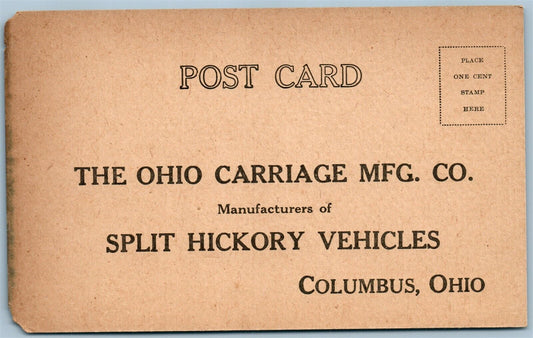 POST CARD
PLACE
ONE CENT
STAMP
HERE
THE OHIO CARRIAGE MFG. CO.
Manufacturers of
SPLIT HICKORY VEHICLES
COLUMBUS, OHIO